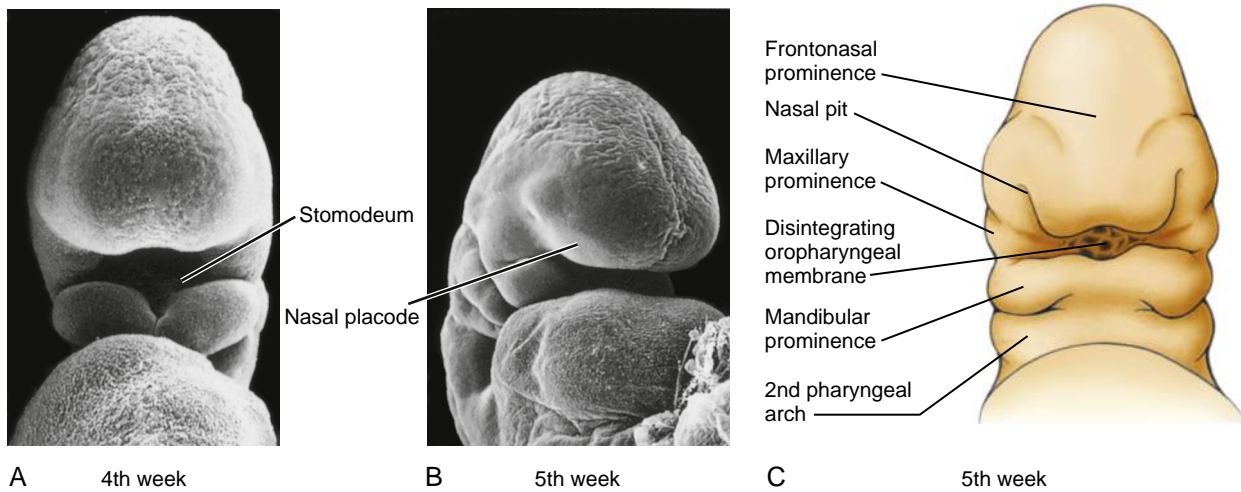 Stomodeum
Nasal placode
Frontonasal
prominence
Nasal pit
Maxillary
prominence
Disintegrating
oropharyngeal
membrane
Mandibular
prominence
2nd pharyngeal
arch
A 4th week
B 5th week
C 5th week